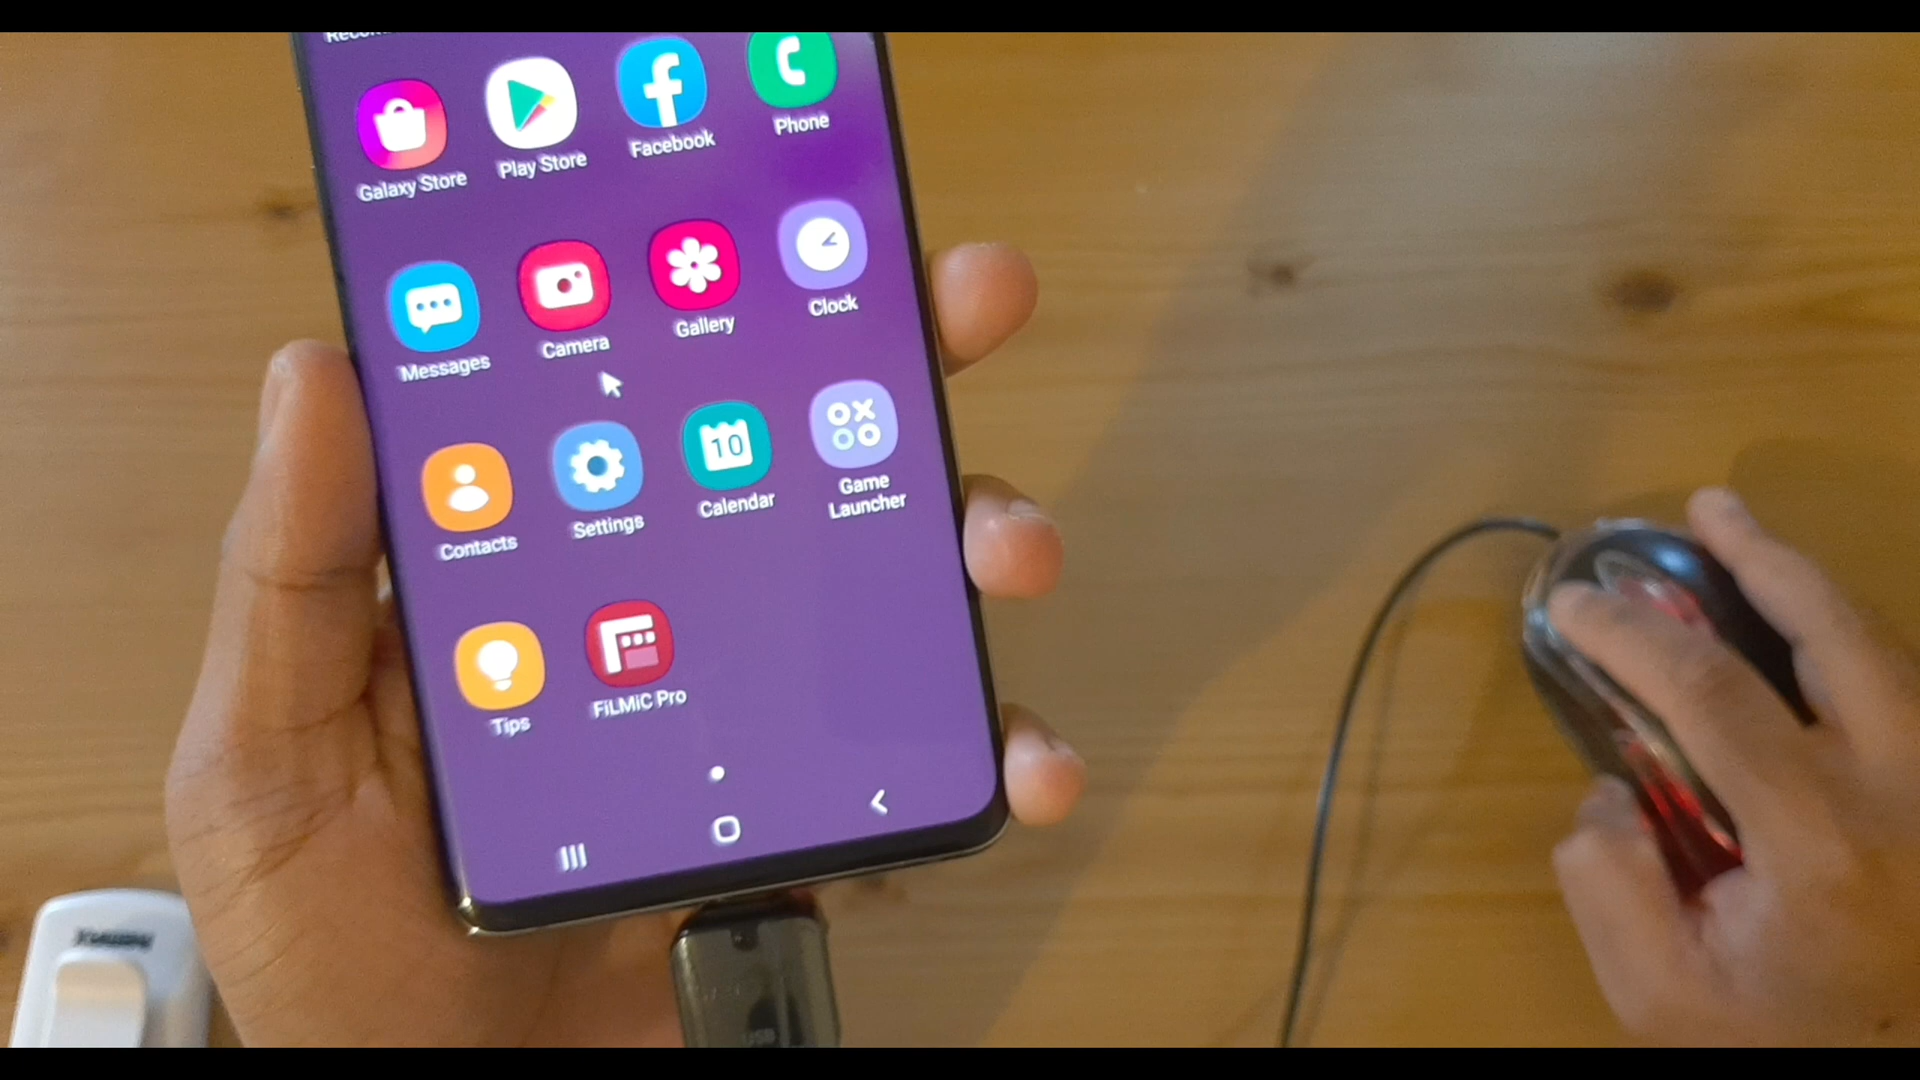 Galaxy Store
Play Store
Facebook
Phone
Messages
Camera
Gallery
Clock
Contacts
Settings
10
Calendar
Game
Launcher
Tips
FiLMiC Pro
USB